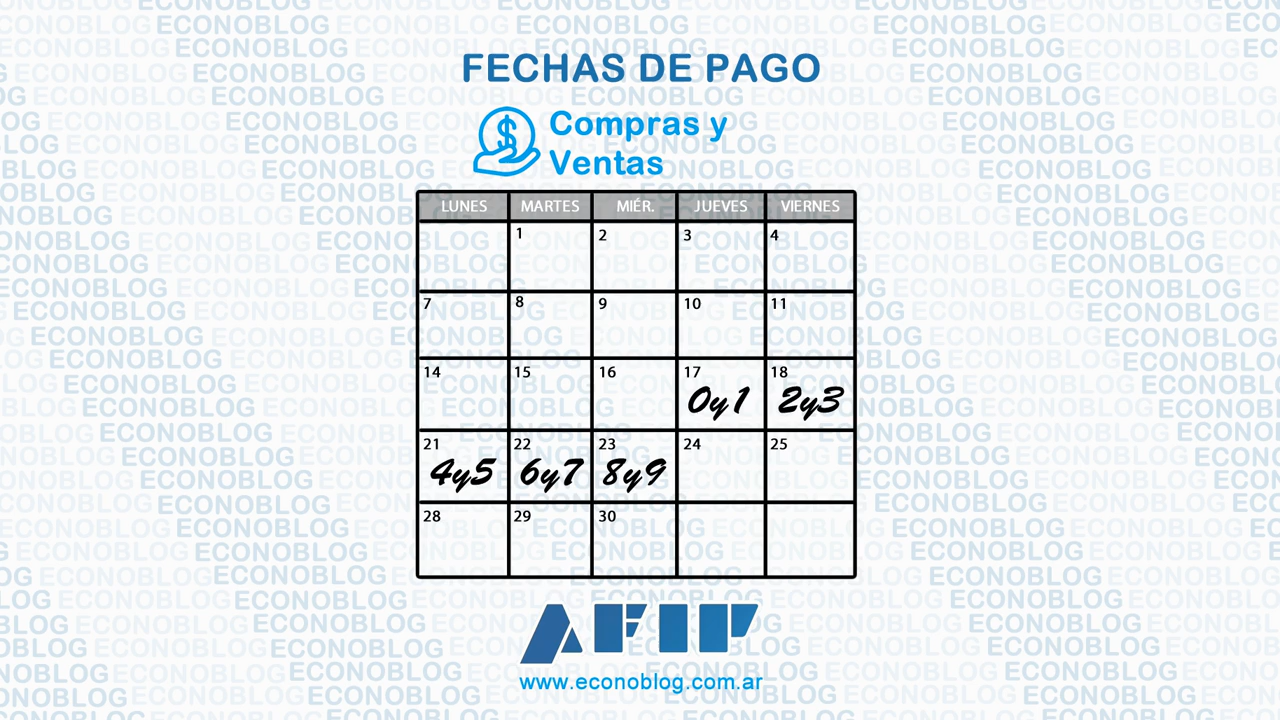 FECHAS DE PAGO
Compras y
Ventas
LUNES MARTES MIÉR. JUEVES VIERNES
1 2 3 4
7 8 9 10 11
14 15 16 17 18
0y1 2y3
21 22 23 24 25
4y5 6y7 8y9
28 29 30
AFIP
www.econoblog.com.ar
ECONOBLOG